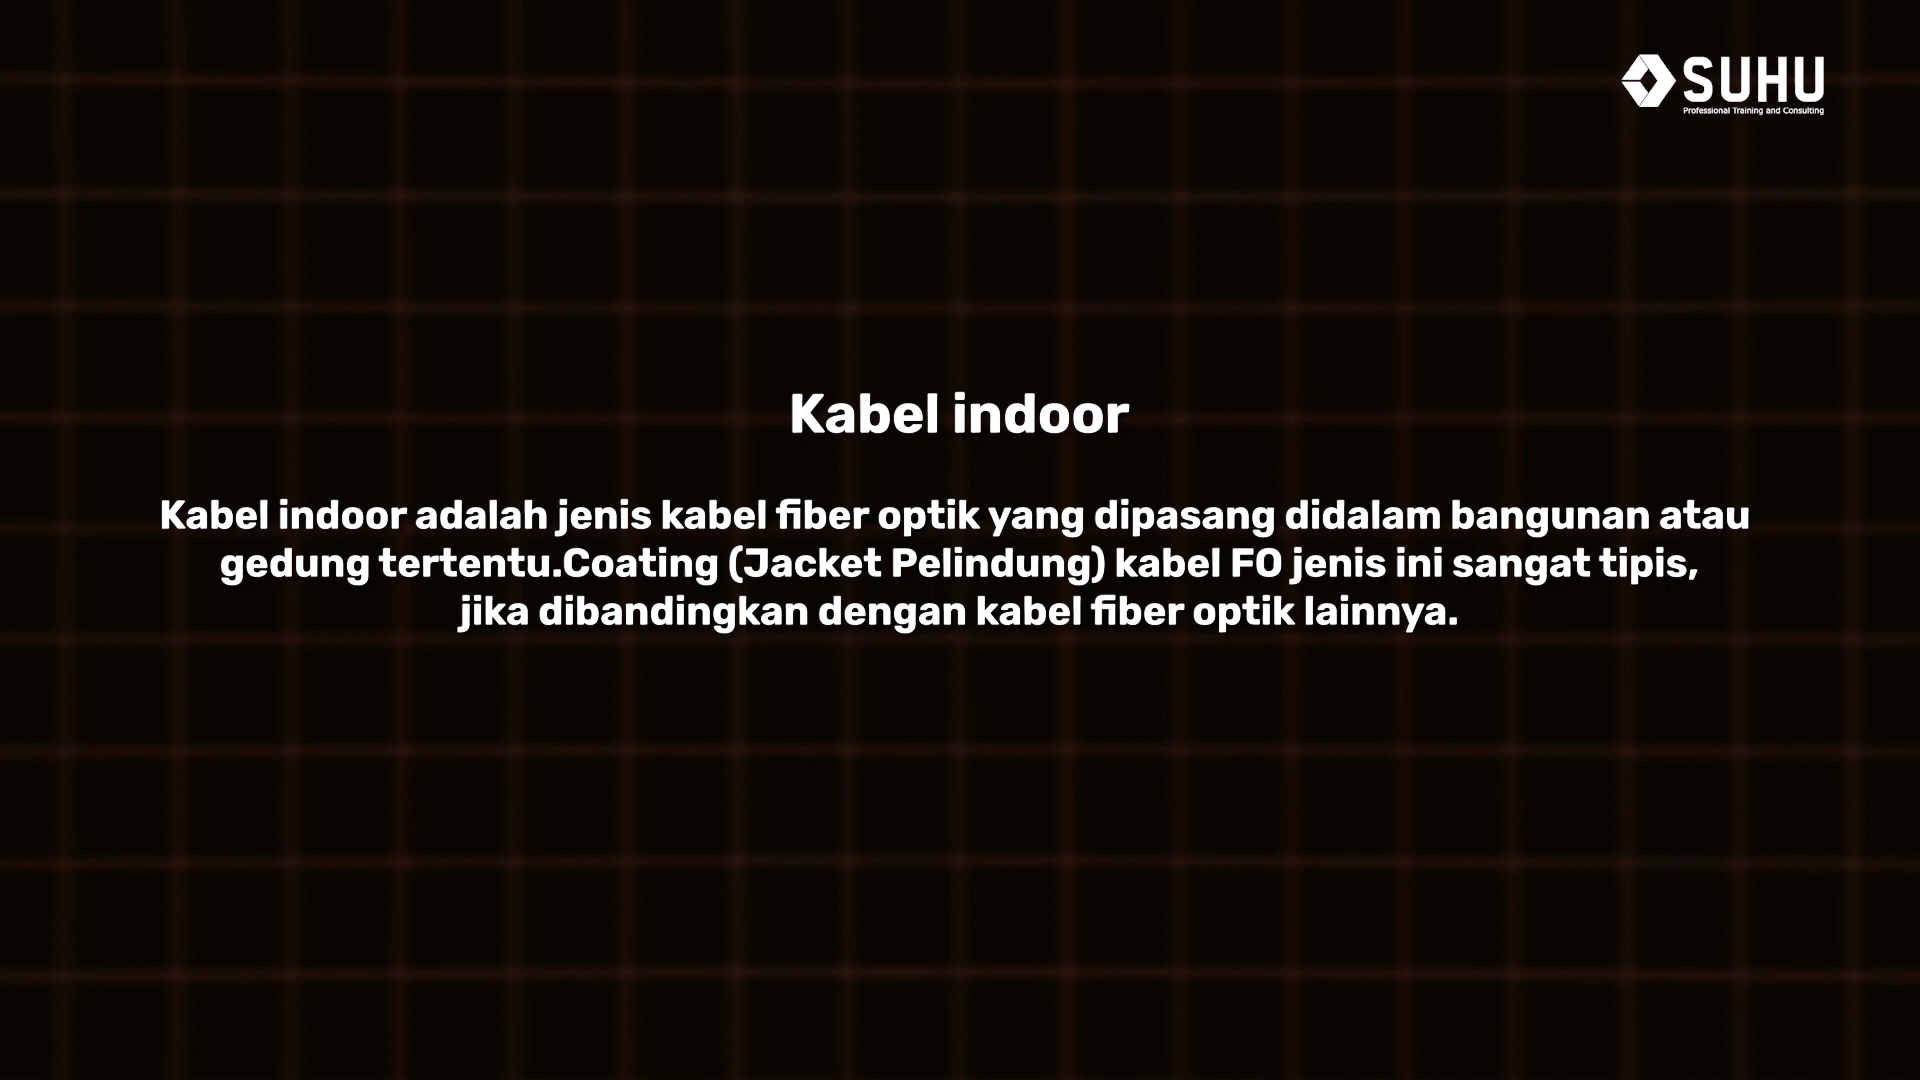 SUHU
Professional Training and Consulting
Kabel indoor
Kabel indoor adalah jenis kabel fiber optik yang dipasang didalam bangunan atau
gedung tertentu.Coating (Jacket Pelindung) kabel FO jenis ini sangat tipis,
jika dibandingkan dengan kabel fiber optik lainnya.